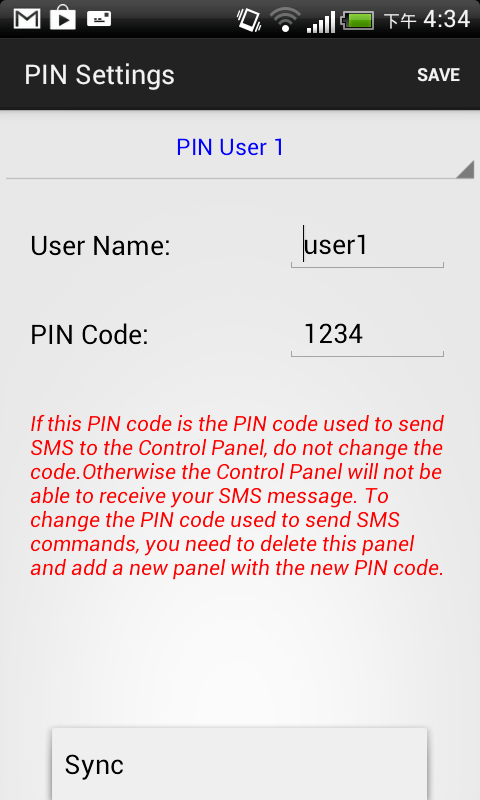 下午 4:34
PIN Settings
SAVE
PIN User 1
User Name:
user1
PIN Code:
1234
If this PIN code is the PIN code used to send
SMS to the Control Panel, do not change the
code.Otherwise the Control Panel will not be
able to receive your SMS message. To
change the PIN code used to send SMS
commands, you need to delete this panel
and add a new panel with the new PIN code.
Sync